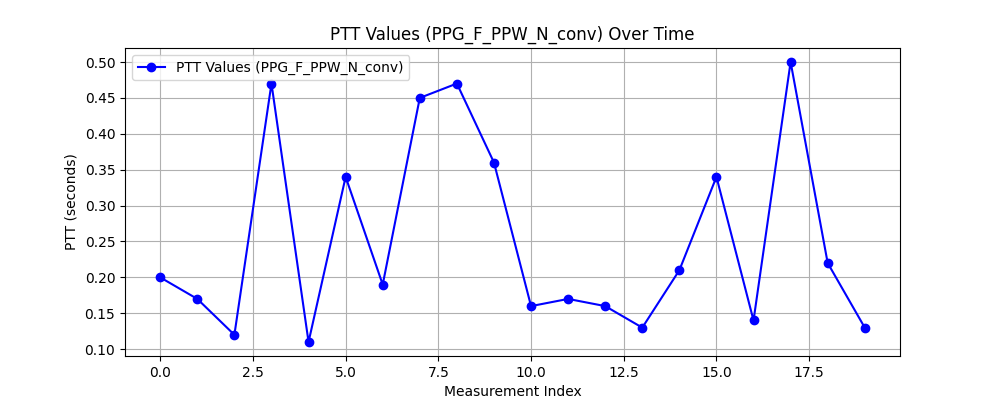 PTT Values (PPG_F_PPW_N_conv) Over Time
PTT Values (PPG_F_PPW_N_conv)
PTT (seconds)
0.50
0.45
0.40
0.35
0.30
0.25
0.20
0.15
0.10
0.0 2.5 5.0 7.5 10.0 12.5 15.0 17.5
Measurement Index